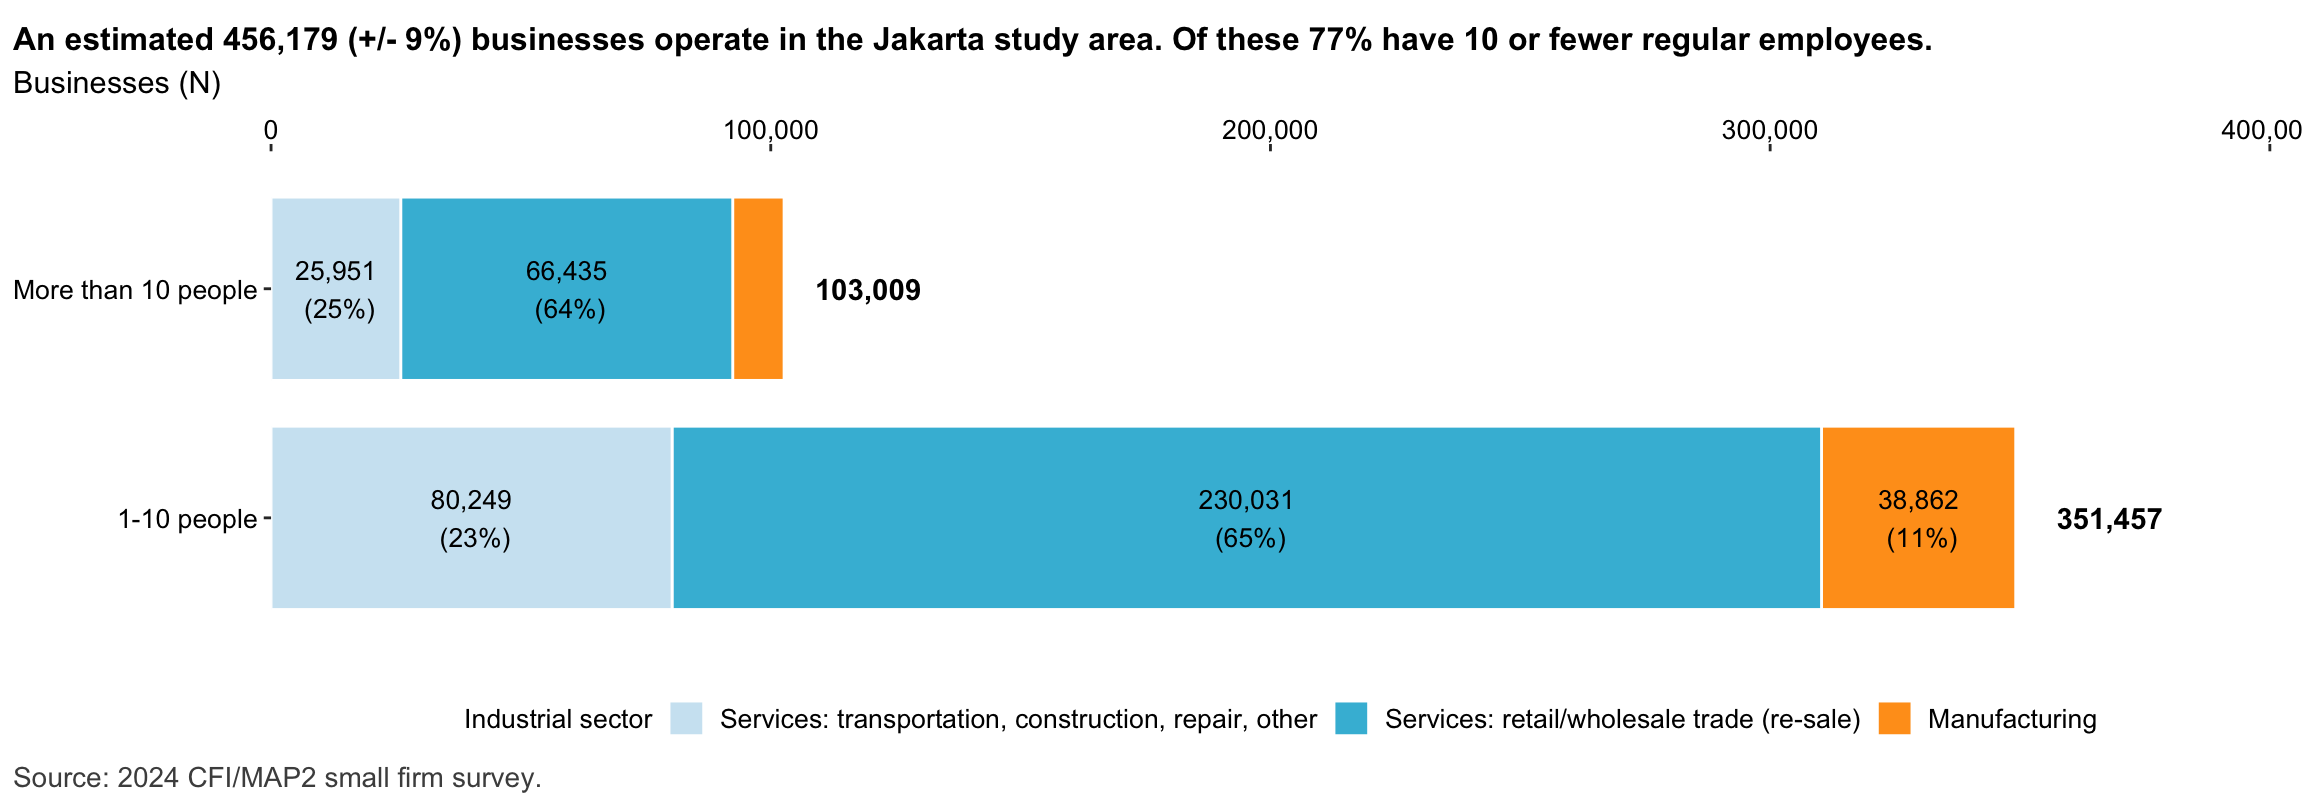 An estimated 456,179 (+/- 9%) businesses operate in the Jakarta study area. Of these 77% have 10 or fewer regular employees.
Businesses (N)
0 100,000 200,000 300,000 400,00
25,951 66,435
More than 10 people 103,009
(25%) (64%)
80,249 230,031 38,862
1-10 people 351,457
(23%) (65%) (11%)
Industrial sector Services: transportation, construction, repair, other Services: retail/wholesale trade (re-sale) Manufacturing
Source: 2024 CFI/MAP2 small firm survey.